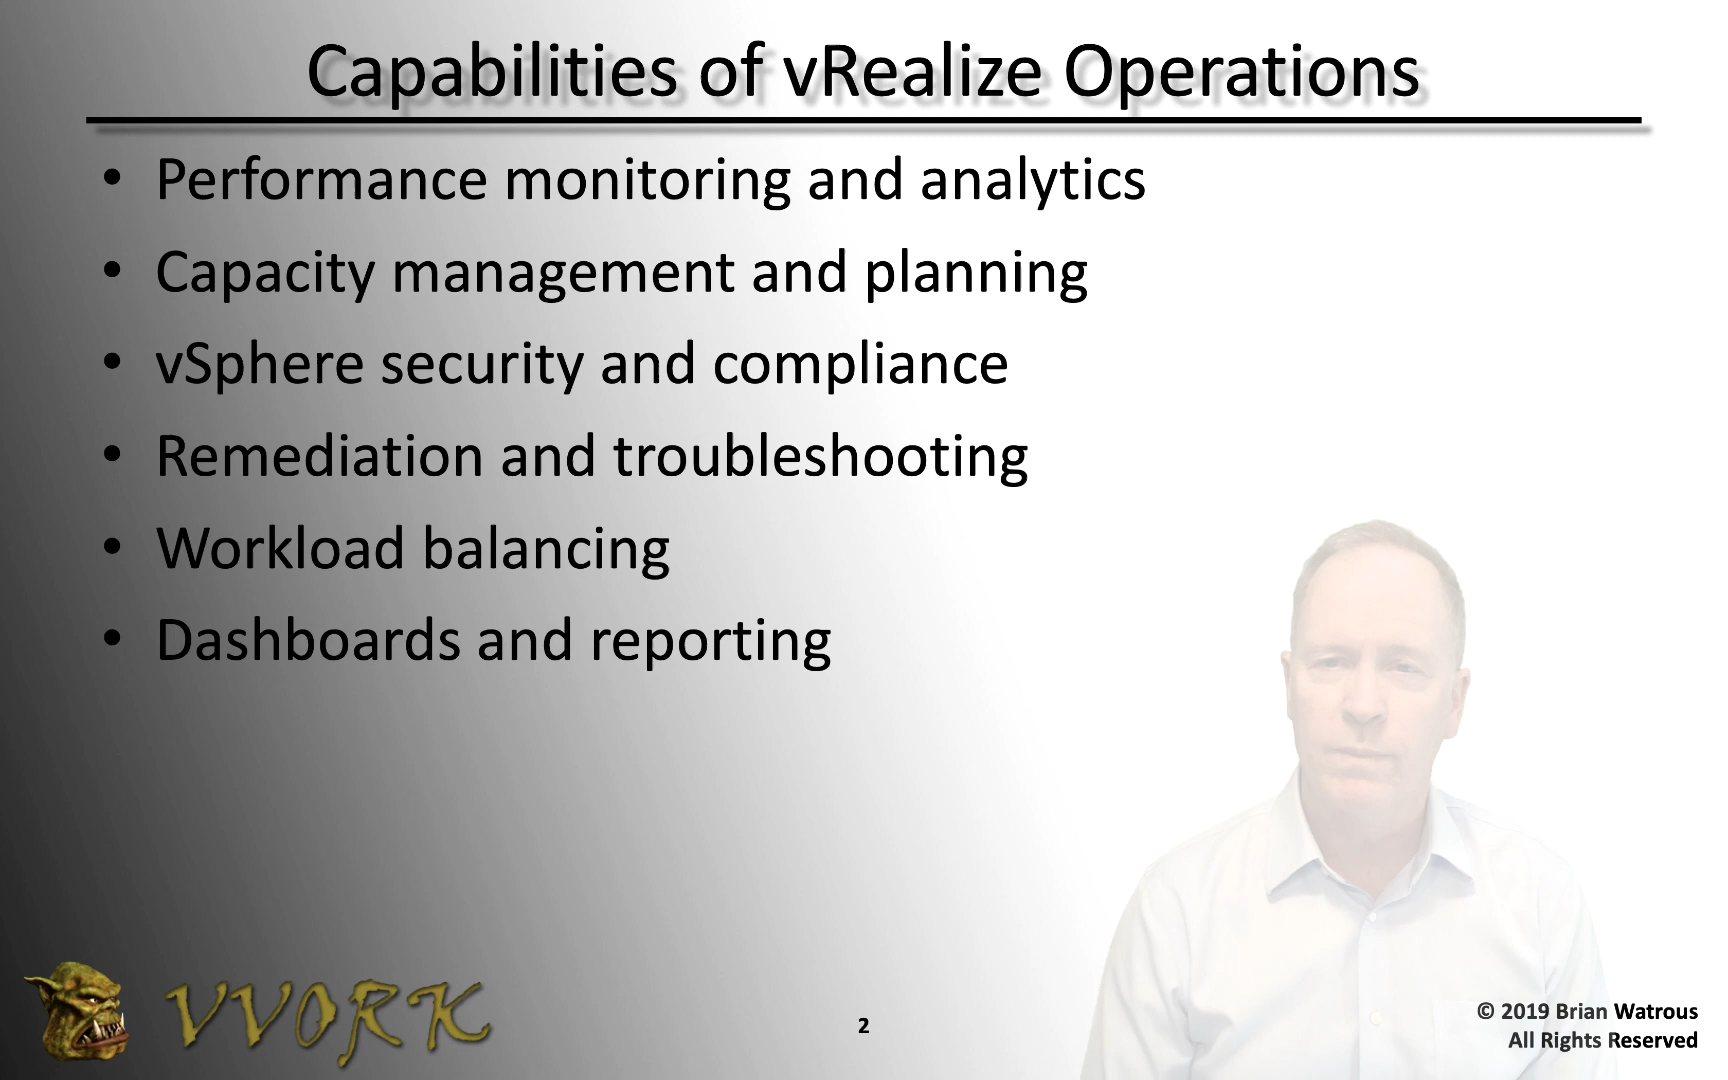 Capabilities of vRealize Operations
• Performance monitoring and analytics
• Capacity management and planning
• vSphere security and compliance
• Remediation and troubleshooting
• Workload balancing
• Dashboards and reporting
VVORK
2
© 2019 Brian Watrous
All Rights Reserved